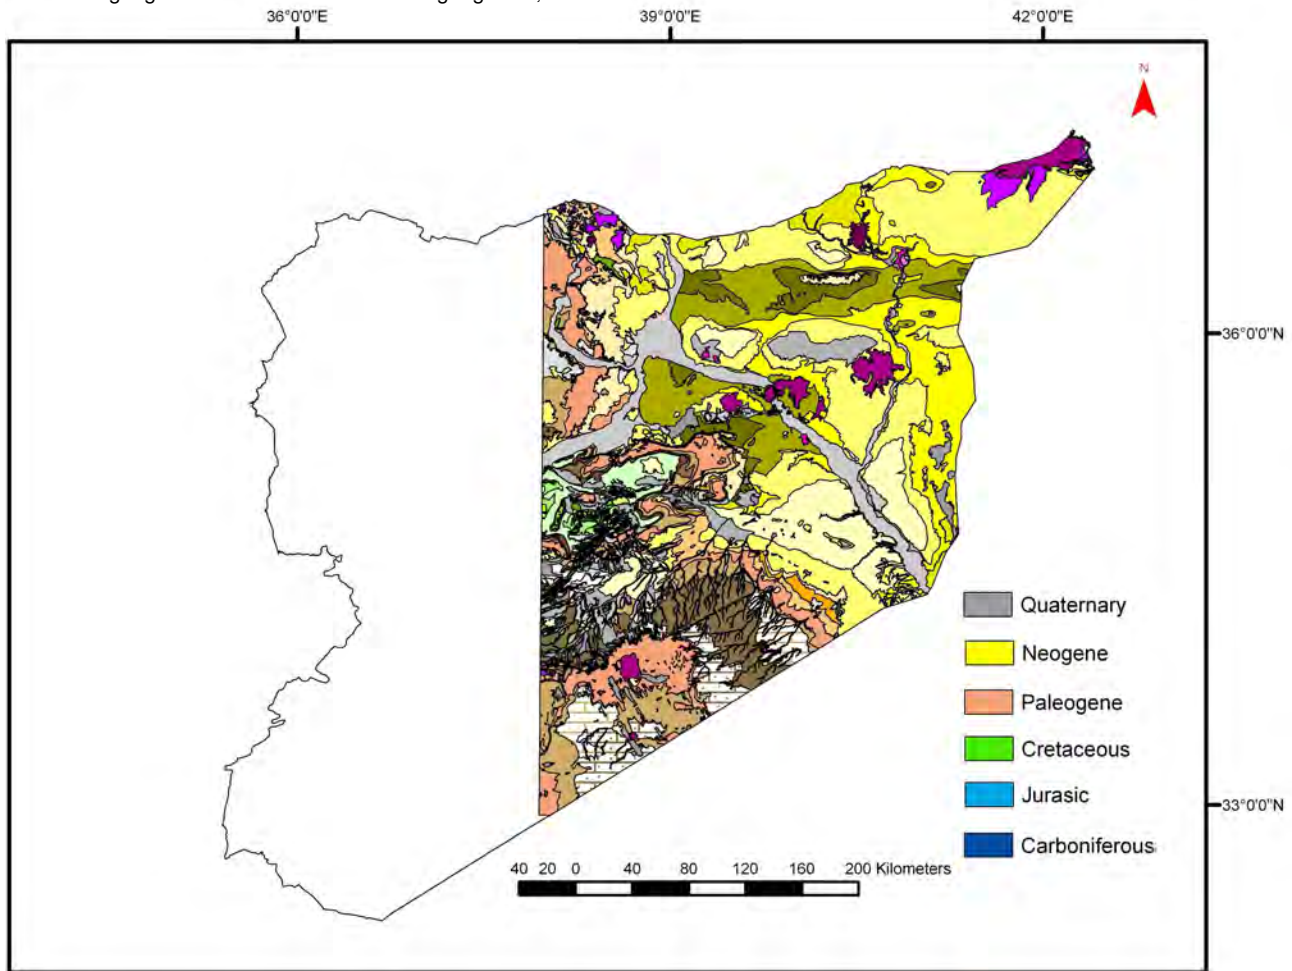 36°0'0"E 39°0'0"E 42°0'0"E
N
36°0'0"N
Quaternary
Neogene
Paleogene
Cretaceous
Jurasic
33°0'0"N
Carboniferous
40 20 0 40 80 120 160 200 Kilometers